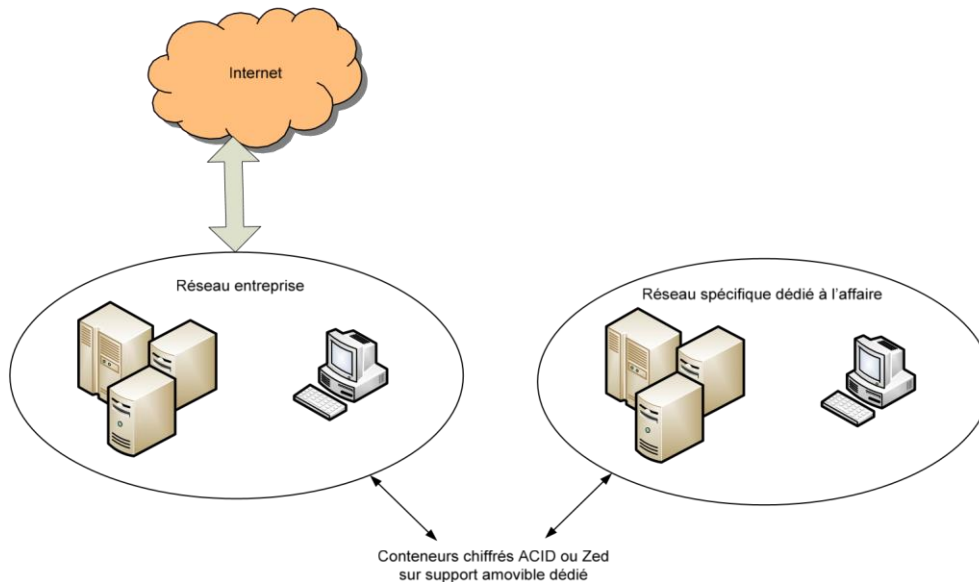 Internet
Réseau entreprise
Réseau spécifique dédié à l'affaire
Conteneurs chiffrés ACID ou Zed
sur support amovible dédié